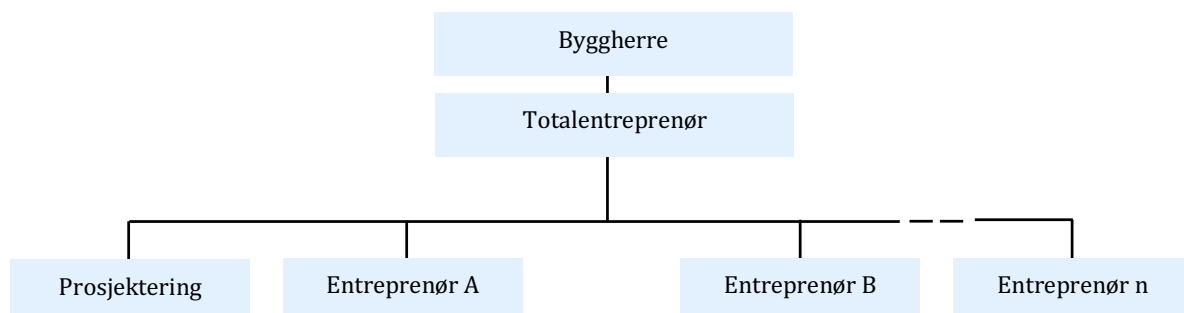 Byggherre
Totalentreprenør
Prosjektering
Entreprenør A
Entreprenør B
Entreprenør n